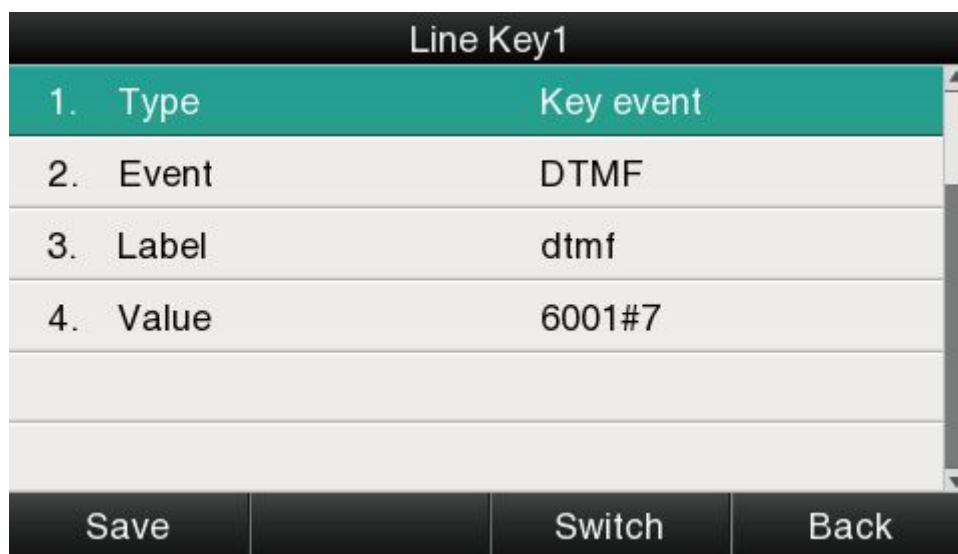 Line Key1
1. Type Key event
2. Event DTMF
3. Label dtmf
4. Value 6001#7
Save Switch Back